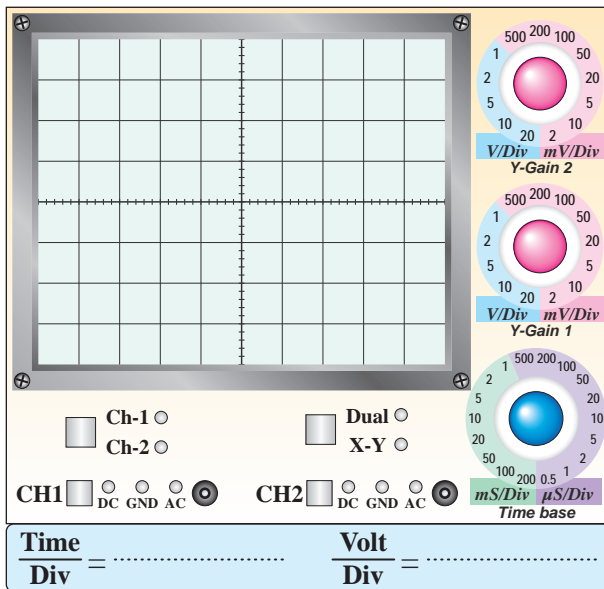 500 200 100
1 50
2 20
5 5
10 10
20 2
V/Div mV/Div
Y-Gain 2
500 200 100
1 50
2 20
5 5
10 10
20 2
V/Div mV/Div
Y-Gain 1
500 200 100
1 50
2 20
5 10
10 5
20 2
50 1
100 0.5
200
mS/Div µS/Div
Time base
Ch-1 Dual
Ch-2 X-Y
CH1 DC GND AC CH2 DC GND AC
Time Volt
Div = .................... Div = ....................